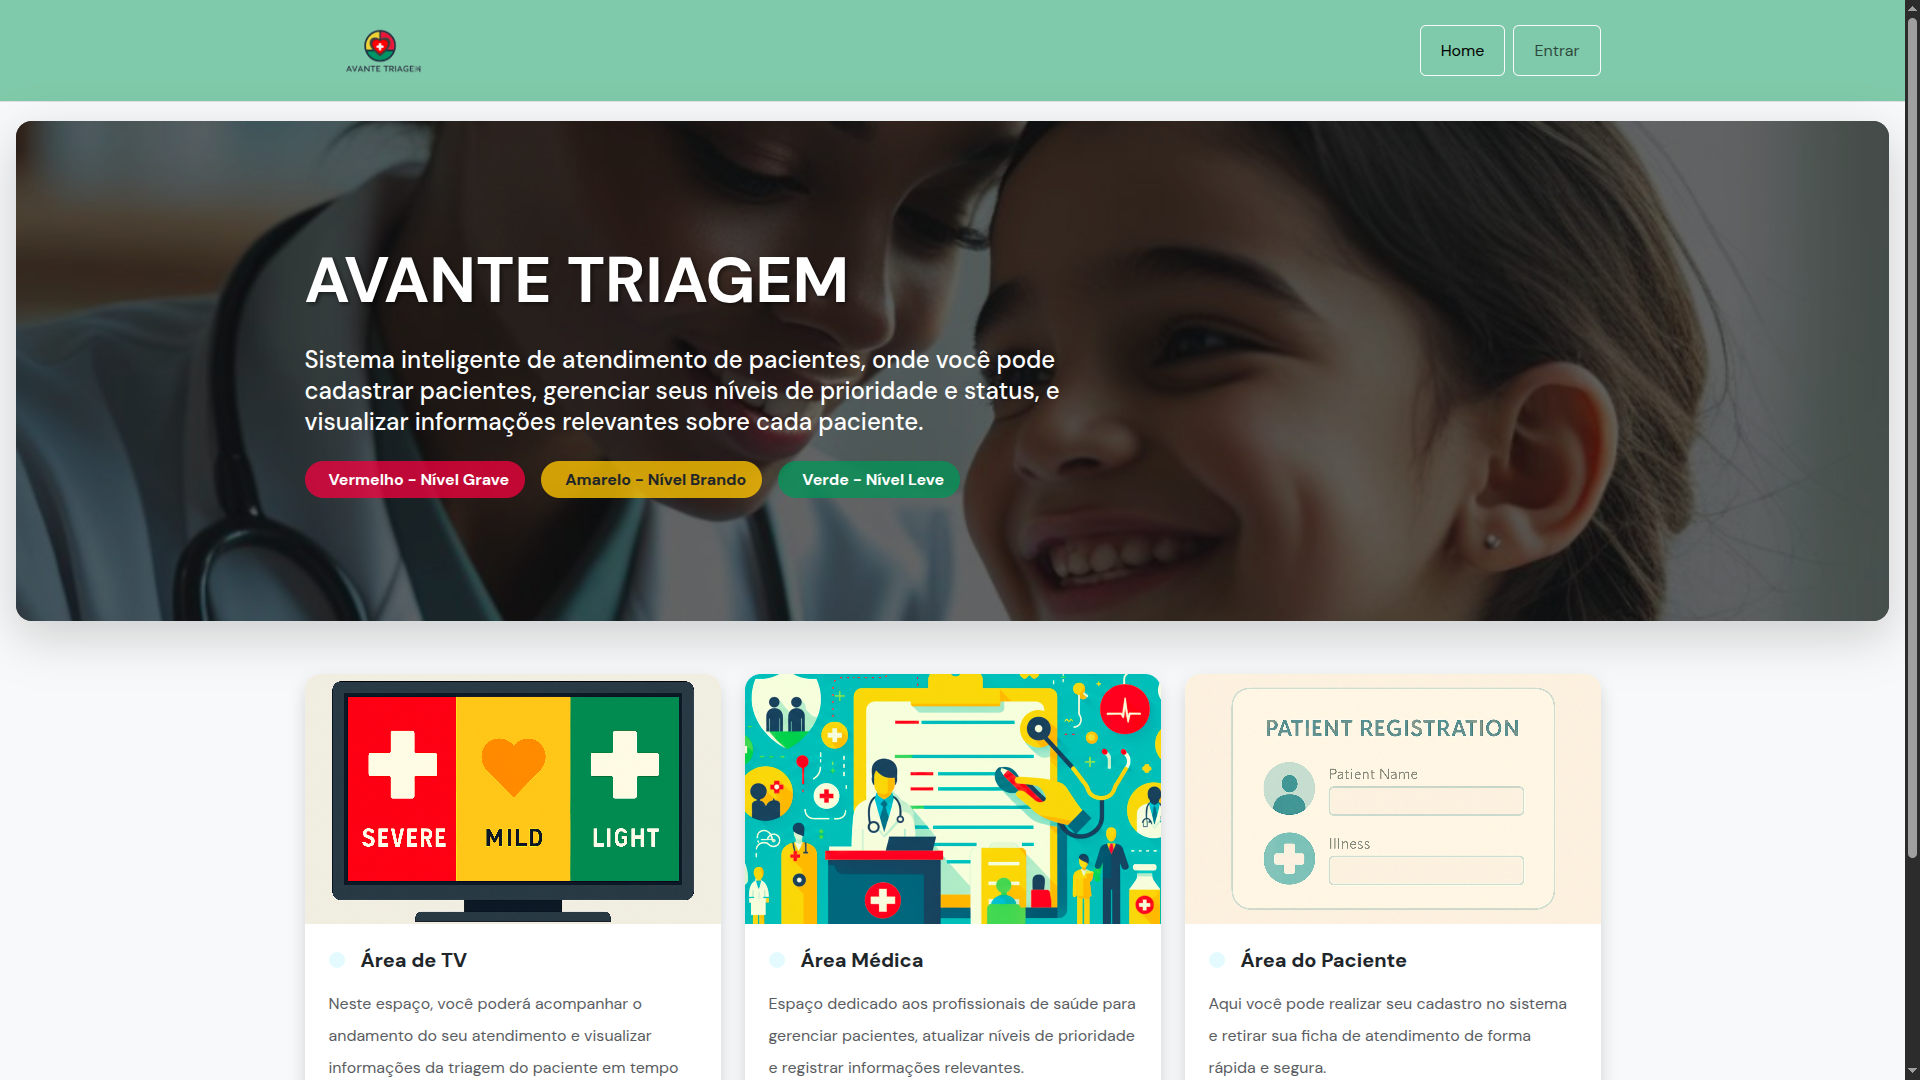 AVANTE TRIAGEM
Home
Entrar
AVANTE TRIAGEM
Sistema inteligente de atendimento de pacientes, onde você pode
cadastrar pacientes, gerenciar seus níveis de prioridade e status, e
visualizar informações relevantes sobre cada paciente.
Vermelho - Nível Grave
Amarelo - Nível Brando
Verde - Nível Leve
SEVERE
MILD
LIGHT
PATIENT REGISTRATION
Patient Name
Illness
Área de TV
Neste espaço, você poderá acompanhar o
andamento do seu atendimento e visualizar
informações da triagem do paciente em tempo
Área Médica
Espaço dedicado aos profissionais de saúde para
gerenciar pacientes, atualizar níveis de prioridade
e registrar informações relevantes.
Área do Paciente
Aqui você pode realizar seu cadastro no sistema
e retirar sua ficha de atendimento de forma
rápida e segura.